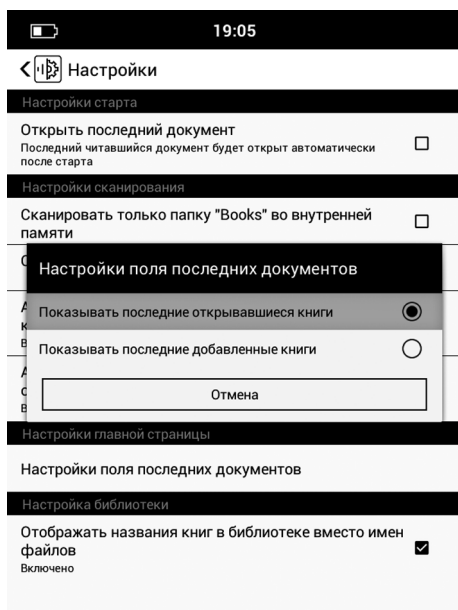 19:05
Настройки
Настройки старта
Открыть последний документ
Последний читавшийся документ будет открыт автоматически
после старта
Настройки сканирования
Сканировать только папку "Books" во внутренней
памяти
Настройки поля последних документов
Показывать последние открывавшиеся книги
Показывать последние добавленные книги
Отмена
Настройки главной страницы
Настройки поля последних документов
Настройка библиотеки
Отображать названия книг в библиотеке вместо имен
файлов
Включено